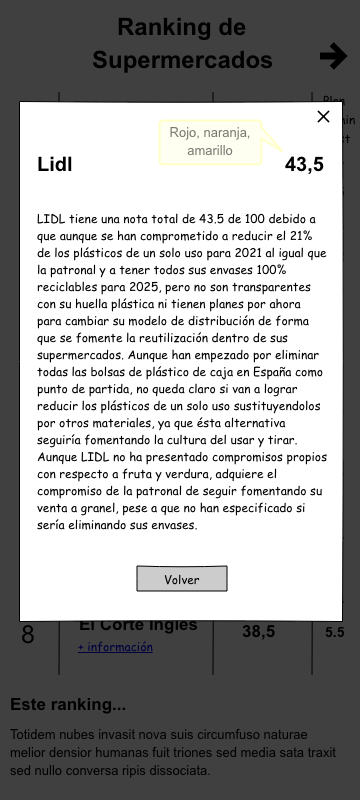 Ranking de
Supermercados
Rojo, naranja,
amarillo
Lidl
43,5
LIDL tiene una nota total de 43.5 de 100 debido a
que aunque se han comprometido a reducir el 21%
de los plásticos de un solo uso para 2021 al igual que
la patronal y a tener todos sus envases 100%
reciclables para 2025, pero no son transparentes
con su huella plástica ni tienen planes por ahora
para cambiar su modelo de distribución de forma
que se fomente la reutilización dentro de sus
supermercados. Aunque han empezado por eliminar
todas las bolsas de plástico de caja en España como
punto de partida, no queda claro si van a lograr
reducir los plásticos de un solo uso sustituyendolos
por otros materiales, ya que ésta alternativa
seguiría fomentando la cultura del usar y tirar.
Aunque LIDL no ha presentado compromisos propios
con respecto a fruta y verdura, adquiere el
compromiso de la patronal de seguir fomentando su
venta a granel, pese a que no han especificado si
sería eliminando sus envases.
Volver
8
El Corte Inglés
38,5
5.5
+ información
Este ranking...
Totidem nubes invasit nova suis circumfuso naturae
melior densior humanas fuit triones sed media sata traxit
sed nullo conversa ripis dissociata.